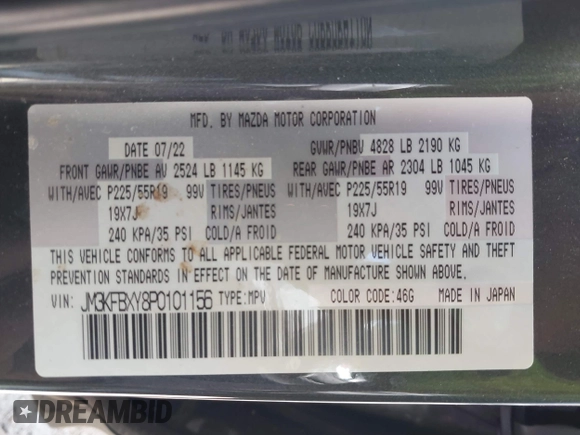 MFD. BY MAZDA MOTOR CORPORATION
DATE 07/22 GVWR/PNBV 4828 LB 2190 KG
FRONT GAWR/PNBE AV 2524 LB 1145 KG REAR GAWR/PNBE AR 2304 LB 1045 KG
WITH/AVEC P225/55R19 99V TIRES/PNEUS WITH/AVEC P225/55R19 99V TIRES/PNEUS
19X7J RIMS/JANTES 19X7J RIMS/JANTES
240 KPA/35 PSI COLD/A FROID 240 KPA/35 PSI COLD/A FROID
THIS VEHICLE CONFORMS TO ALL APPLICABLE FEDERAL MOTOR VEHICLE SAFETY AND THEFT
PREVENTION STANDARDS IN EFFECT ON THE DATE OF MANUFACTURE SHOWN ABOVE.
VIN: JM3KFBXY8P0101156 TYPE:MPV COLOR CODE:46G MADE IN JAPAN
DREAMBID